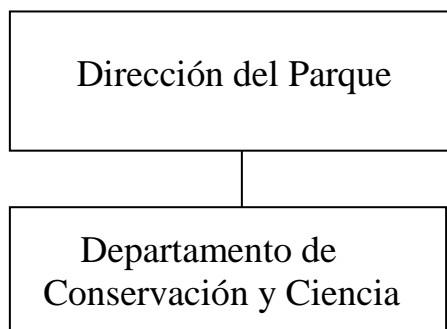 Dirección del Parque
Departamento de
Conservación y Ciencia